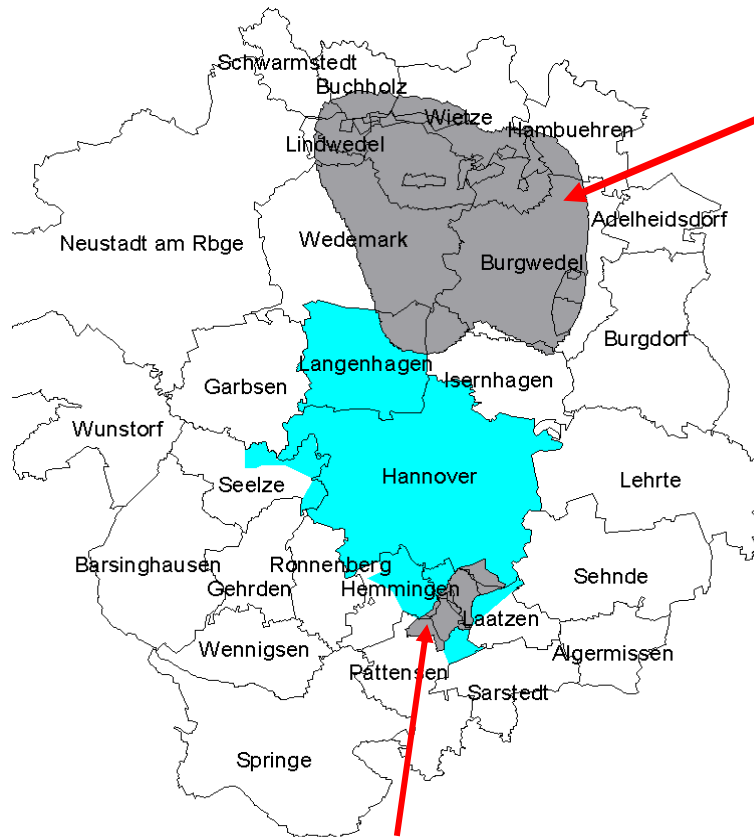 Schwarmstedt
Buchholz
Wietze
Hambuehren
Lindwedel
Adelheidsdorf
Neustadt am Rbge
Wedemark
Burgwedel
Burgdorf
Langenhagen
Isernhagen
Garbsen
Wunstorf
Hannover
Lehrte
Seelze
Barsinghausen
Ronnenberg
Gehrden
Hemmingen
Sehnde
Laatzen
Wennigsen
Algermissen
Pattensen
Sarstedt
Springe